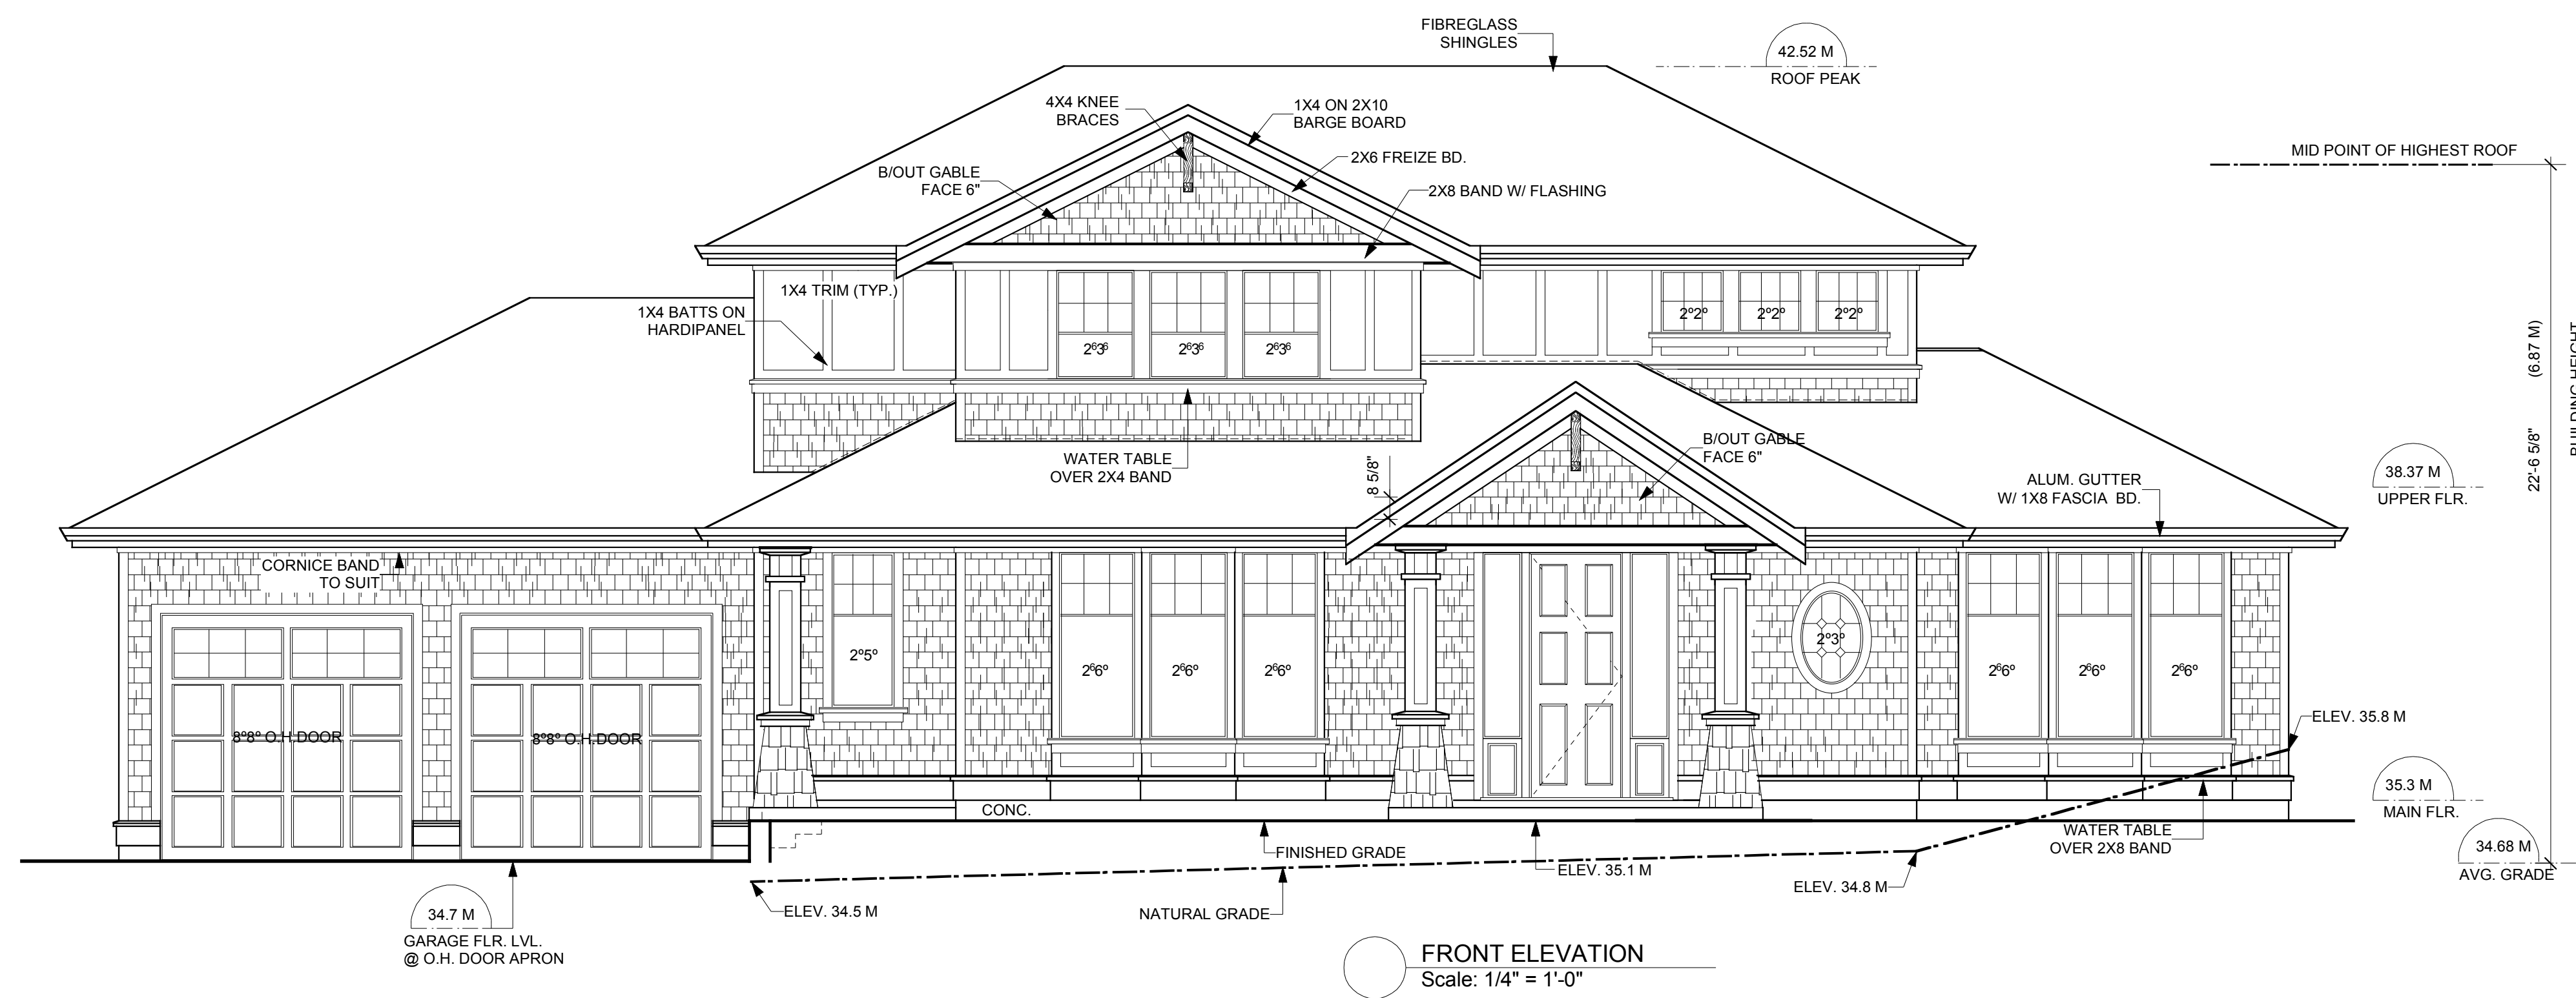 FIBREGLASS
SHINGLES
42.52 M
ROOF PEAK
4X4 KNEE
BRACES
1X4 ON 2X10
BARGE BOARD
MID POINT OF HIGHEST ROOF
2X6 FREIZE BD.
B/OUT GABLE
FACE 6"
2X8 BAND W/ FLASHING
1X4 TRIM (TYP.)
1X4 BATTS ON
HARDIPANEL
2⁶3⁶
2⁶3⁶
2⁶3⁶
2⁰2⁰
2⁰2⁰
2⁰2⁰
22'-6 5/8" (6.87 M)
BUILDING HEIGHT
WATER TABLE
OVER 2X4 BAND
8 5/8"
B/OUT GABLE
FACE 6"
ALUM. GUTTER
W/ 1X8 FASCIA BD.
38.37 M
UPPER FLR.
CORNICE BAND
TO SUIT
2⁰5⁰
2⁶6⁰
2⁶6⁰
2⁶6⁰
2⁰3⁰
2⁶6⁰
2⁶6⁰
2⁶6⁰
8⁰8⁰ O.H.DOOR
8⁰8⁰ O.H.DOOR
ELEV. 35.8 M
35.3 M
MAIN FLR.
CONC.
FINISHED GRADE
ELEV. 35.1 M
WATER TABLE
OVER 2X8 BAND
34.68 M
AVG. GRADE
ELEV. 34.8 M
ELEV. 34.5 M
NATURAL GRADE
34.7 M
GARAGE FLR. LVL.
@ O.H. DOOR APRON
FRONT ELEVATION
Scale: 1/4" = 1'-0"